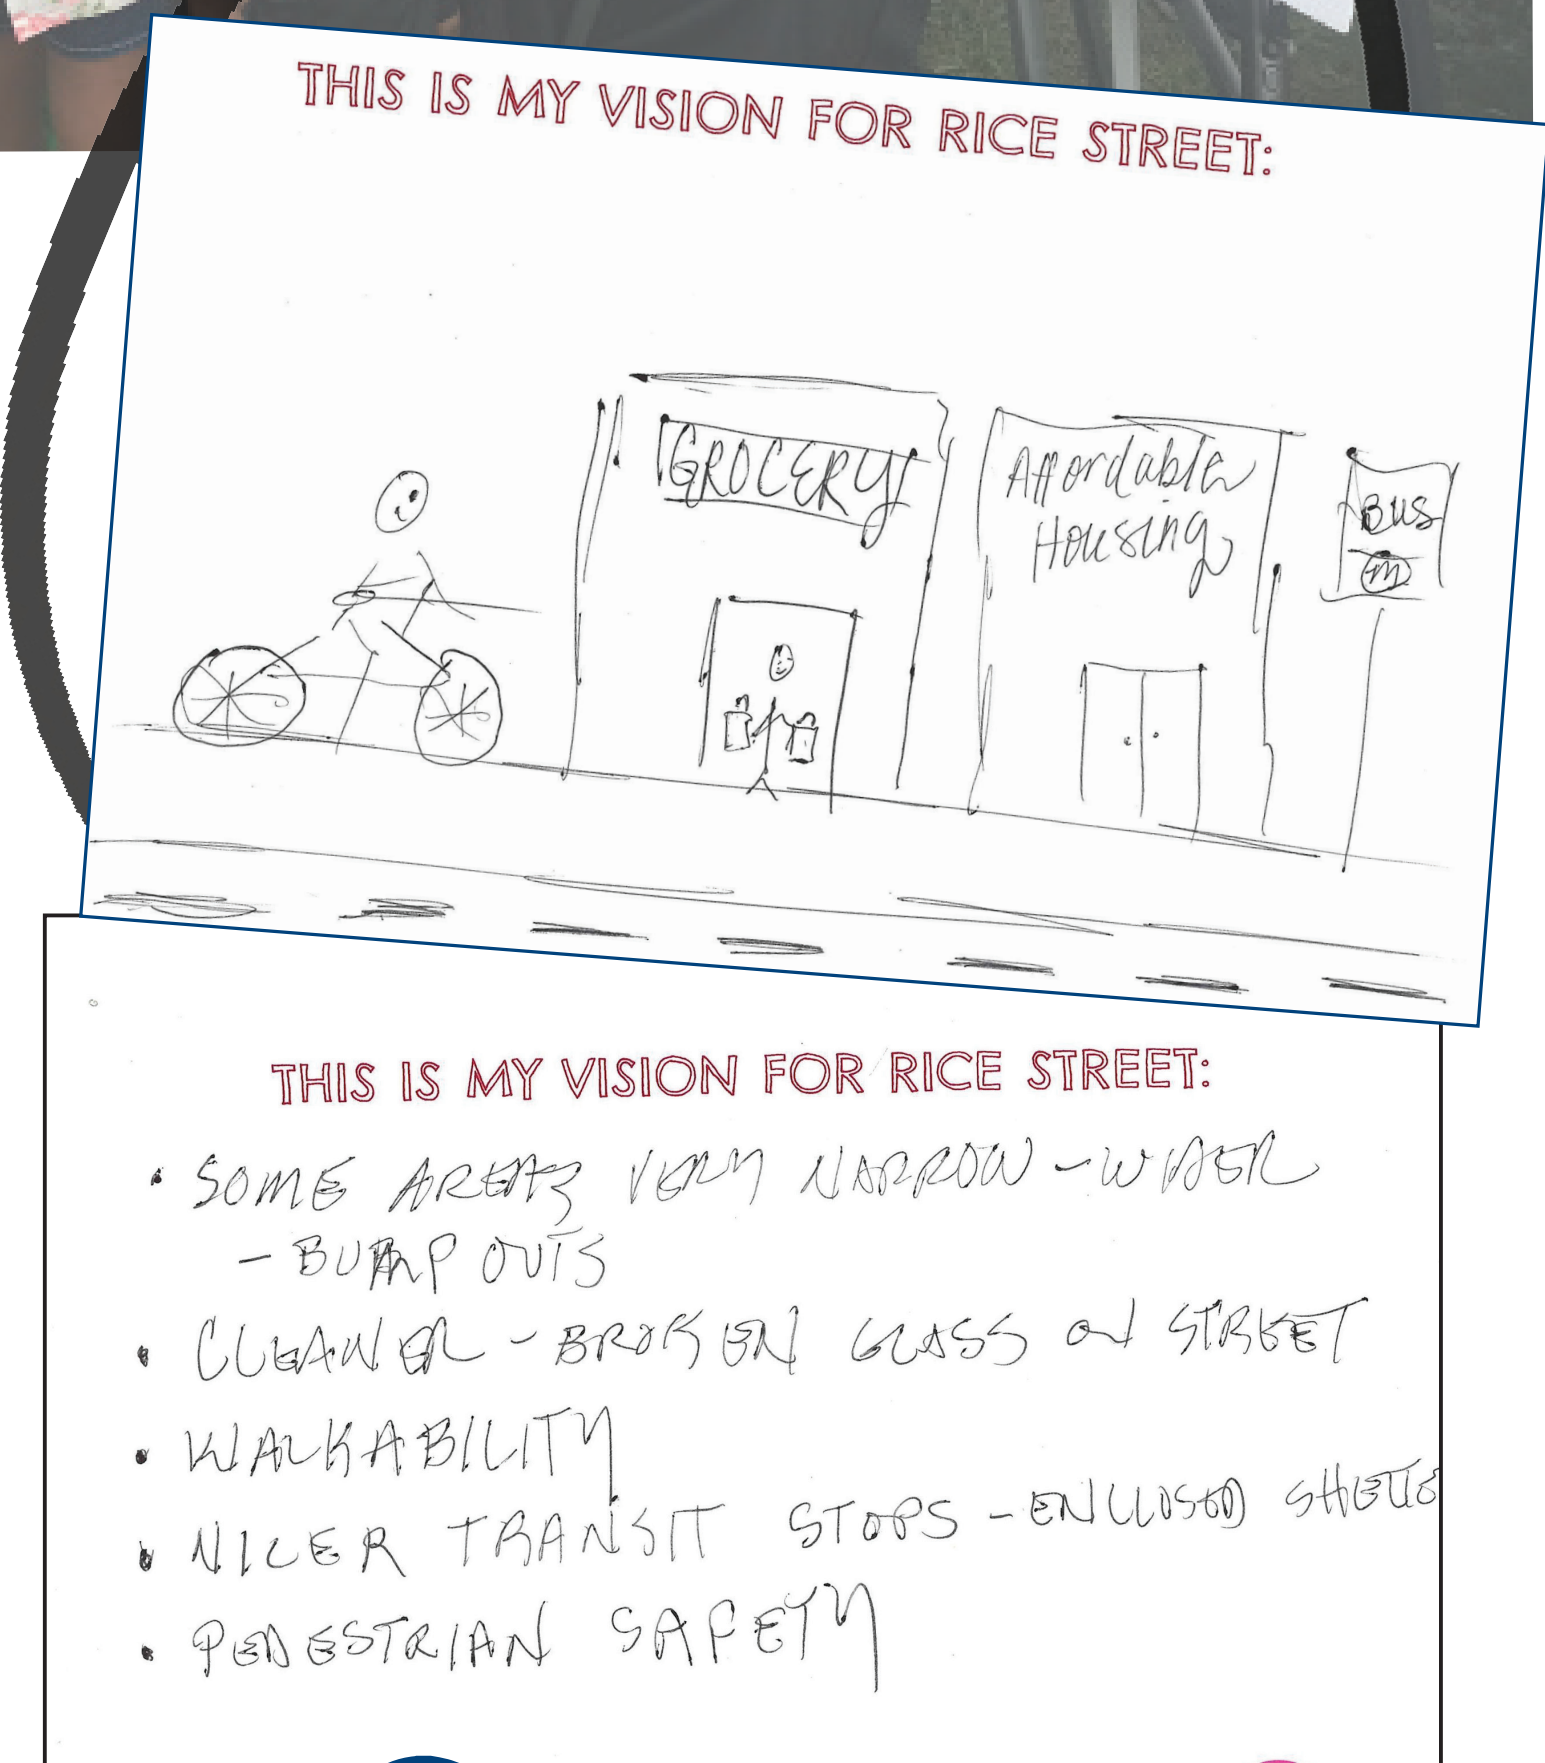 THIS IS MY VISION FOR RICE STREET:
GROCERY
Affordable
Housing
BUS
M
THIS IS MY VISION FOR RICE STREET:
• SOME AREAS VERY NARROW - WIDER
- BUMP OUTS
• CLEANER - BROKEN GLASS ON STREET
• WALKABILITY
• NICER TRANSIT STOPS - ENCLOSED SHELTE
• PEDESTRIAN SAFETY